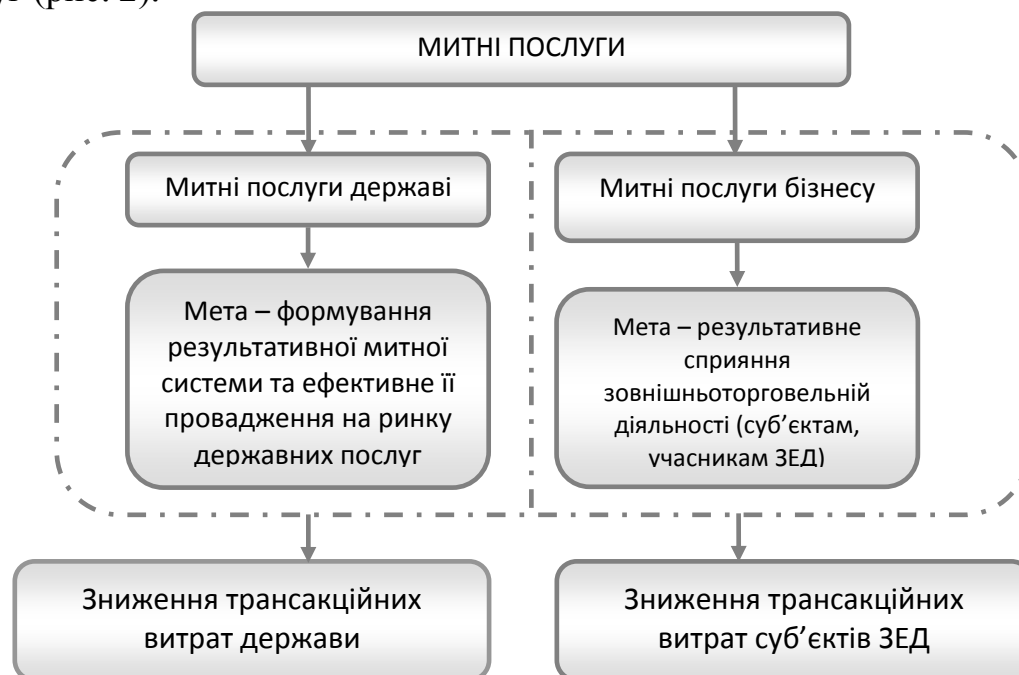 (рис. 2).
МИТНІ ПОСЛУГИ
Митні послуги державі
Митні послуги бізнесу
Мета – формування
результативної митної
системи та ефективне її
провадження на ринку
державних послуг
Мета – результативне
сприяння
зовнішньоторговельній
діяльності (суб’єктам,
учасникам ЗЕД)
Зниження трансакційних
витрат держави
Зниження трансакційних
витрат суб’єктів ЗЕД